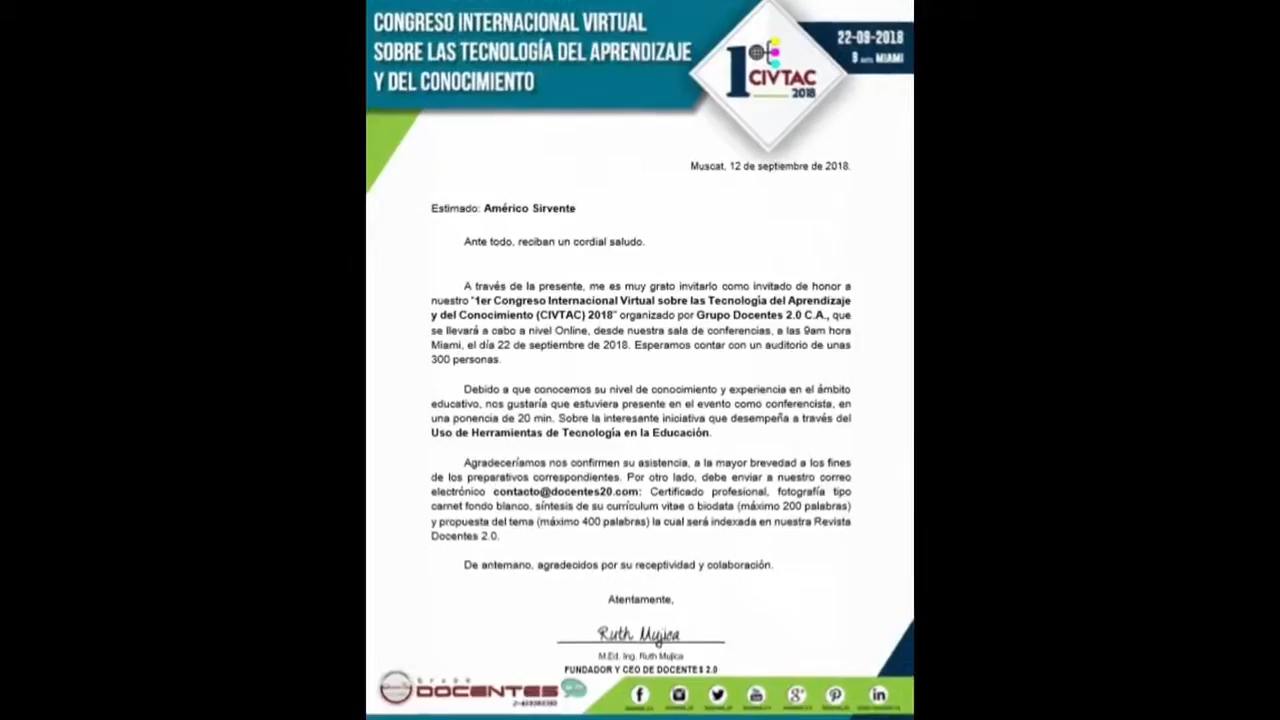 CONGRESO INTERNACIONAL VIRTUAL
SOBRE LAS TECNOLOGÍA DEL APRENDIZAJE
Y DEL CONOCIMIENTO
1 CIVTAC
2018
22-09-2018
9 MIAMI
Muscat, 12 de septiembre de 2018.
Estimado: Américo Sirvente
Ante todo, reciban un cordial saludo.
A través de la presente, me es muy grato invitarlo como invitado de honor a
nuestro "1er Congreso Internacional Virtual sobre las Tecnología del Aprendizaje
y del Conocimiento (CIVTAC) 2018" organizado por Grupo Docentes 2.0 C.A., que
se llevará a cabo a nivel Online, desde nuestra sala de conferencias, a las 9am hora
Miami, el día 22 de septiembre de 2018. Esperamos contar con un auditorio de unas
300 personas.
Debido a que conocemos su nivel de conocimiento y experiencia en el ámbito
educativo, nos gustaría que estuviera presente en el evento como conferencista, en
una ponencia de 20 min. Sobre la interesante iniciativa que desempeña a través del
Uso de Herramientas de Tecnología en la Educación.
Agradeceríamos nos confirmen su asistencia, a la mayor brevedad a los fines
de los preparativos correspondientes. Por otro lado, debe enviar a nuestro correo
electrónico contacto@docentes20.com: Certificado profesional, fotografía tipo
carnet fondo blanco, síntesis de su currículum vitae o biodata (máximo 200 palabras)
y propuesta del tema (máximo 400 palabras) la cual será indexada en nuestra Revista
Docentes 2.0.
De antemano, agradecidos por su receptividad y colaboración.
Atentamente,
Ruth Mujica
M.Ed. Ing. Ruth Mujica
FUNDADOR Y CEO DE DOCENTES 2.0
Grupo
DOCENTES